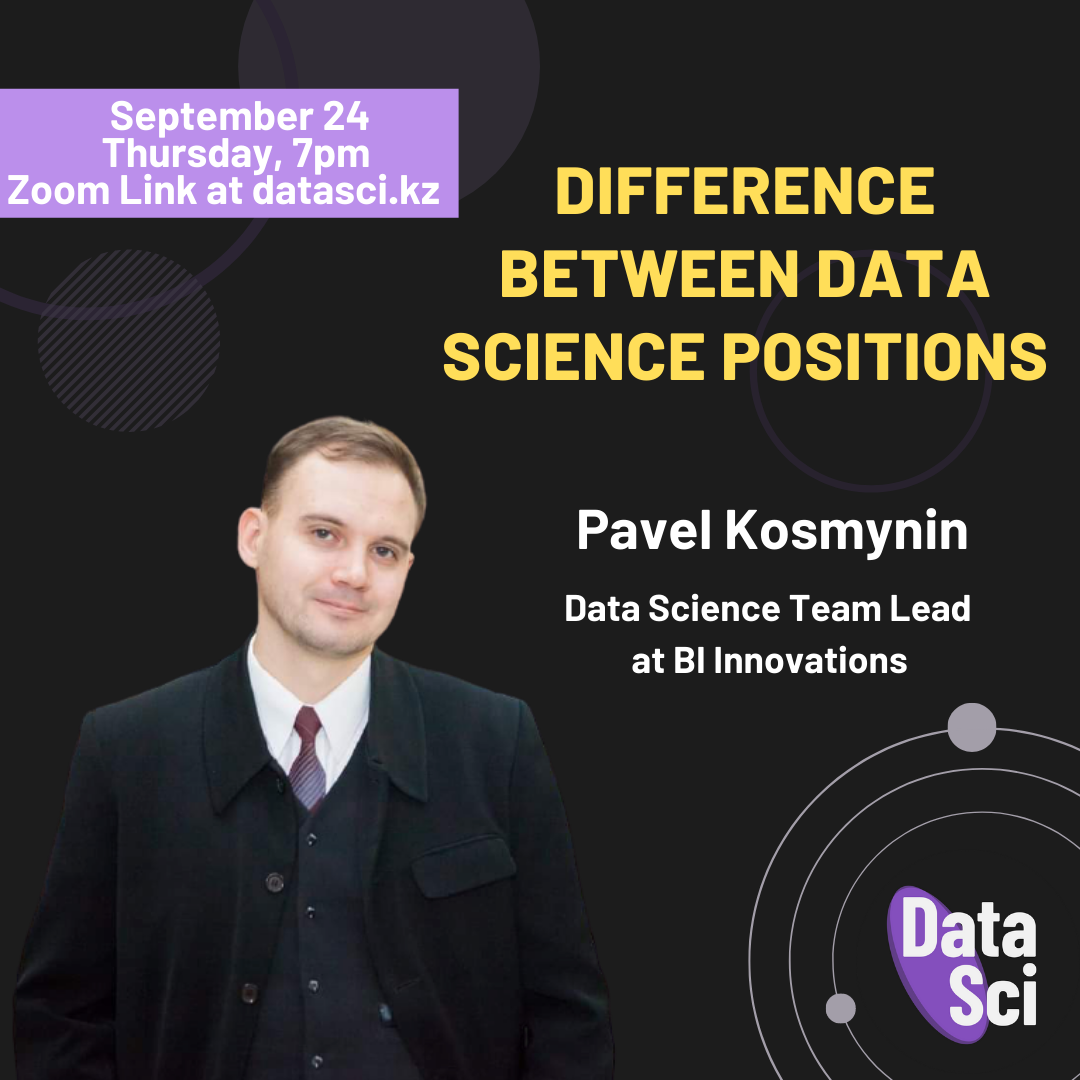 September 24
Thursday, 7pm
Zoom Link at datasci.kz
DIFFERENCE
BETWEEN DATA
SCIENCE POSITIONS
Pavel Kosmynin
Data Science Team Lead
at BI Innovations
Data
Sci